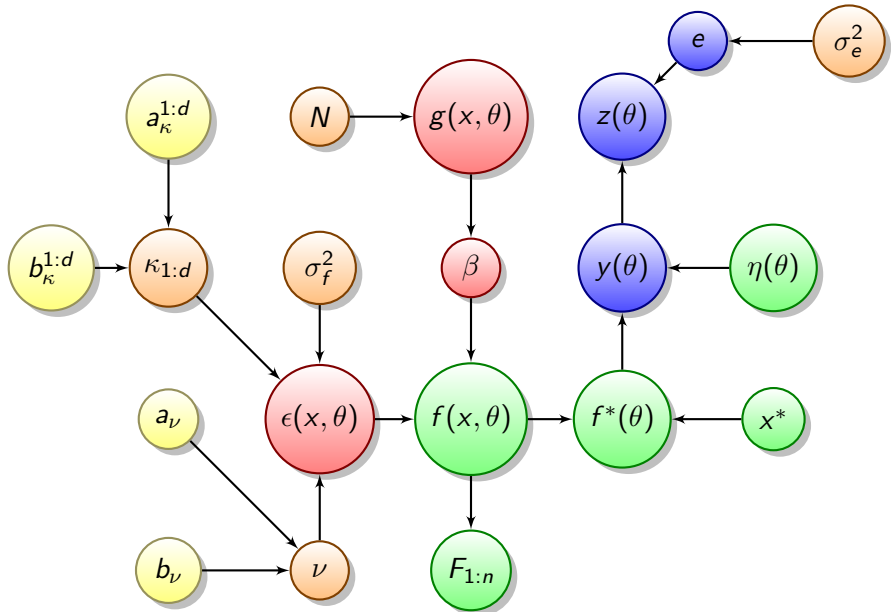 e
σ_e^2
a_κ^{1:d}
N
g(x, θ)
z(θ)
b_κ^{1:d}
κ_{1:d}
σ_f^2
β
y(θ)
η(θ)
a_ν
ϵ(x, θ)
f(x, θ)
f*(θ)
x*
b_ν
ν
F_{1:n}